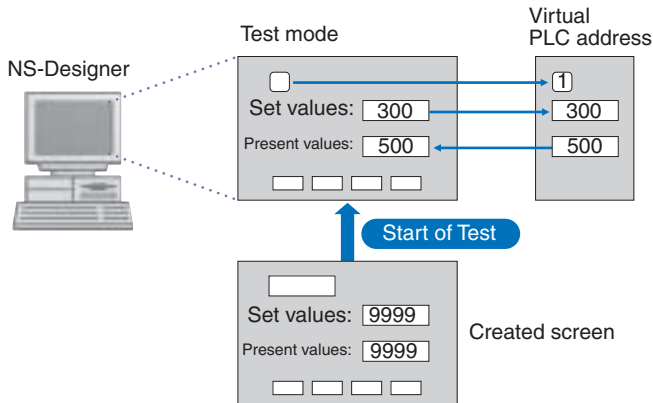 Virtual
PLC address
Test mode
NS-Designer
1
Set values: 300
300
Present values: 500
500
Start of Test
Set values: 9999
Present values: 9999
Created screen